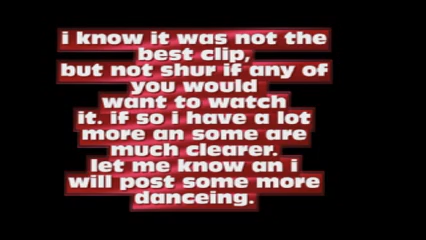 i know it was not the
best clip,
but not shur if any of
you would
want to watch
it. if so i have a lot
more an some are
much clearer.
let me know an i
will post some more
danceing.